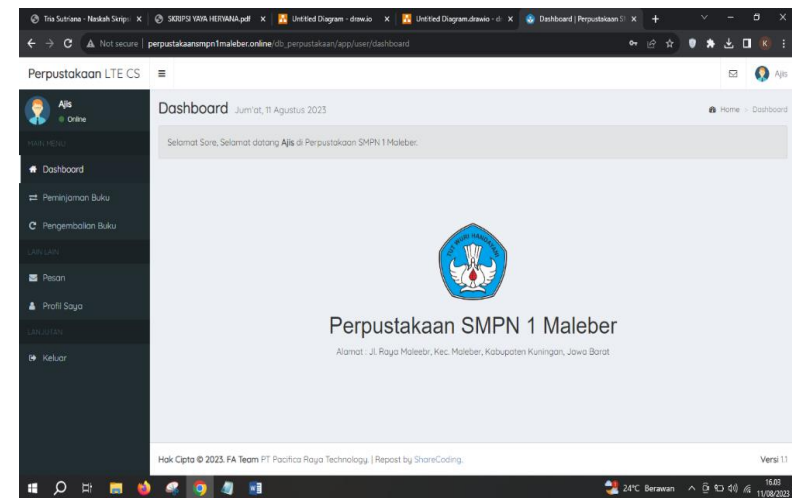 Tria Sutriana - Naskah Skrips
SKRIPSI YAYA HERYANA.pdf
Untitled Diagram - draw.io
Untitled Diagram.drawio - di
Dashboard | Perpustakaan S
Not secure | perpustakaansmpn1maleber.online/db_perpustakaan/app/user/dashboard
K
Perpustakaan LTE CS
Ajis
Ajis
Online
Dashboard Jum'at, 11 Agustus 2023
Home > Dashboard
MAIN MENU
Selamat Sore, Selamat datang Ajis di Perpustakaan SMPN 1 Maleber.
Dashboard
Peminjaman Buku
Pengembalian Buku
LAIN LAIN
Pesan
Profil Saya
LANJUTAN
Keluar
TUT WURI HANDAYANI
Perpustakaan SMPN 1 Maleber
Alamat : Jl. Raya Maleebr, Kec. Maleber, Kabupaten Kuningan, Jawa Barat
Hak Cipta © 2023. FA Team PT Pacifica Raya Technology. | Repost by ShareCoding.
Versi 1.1
24°C Berawan
16.03
11/08/2023